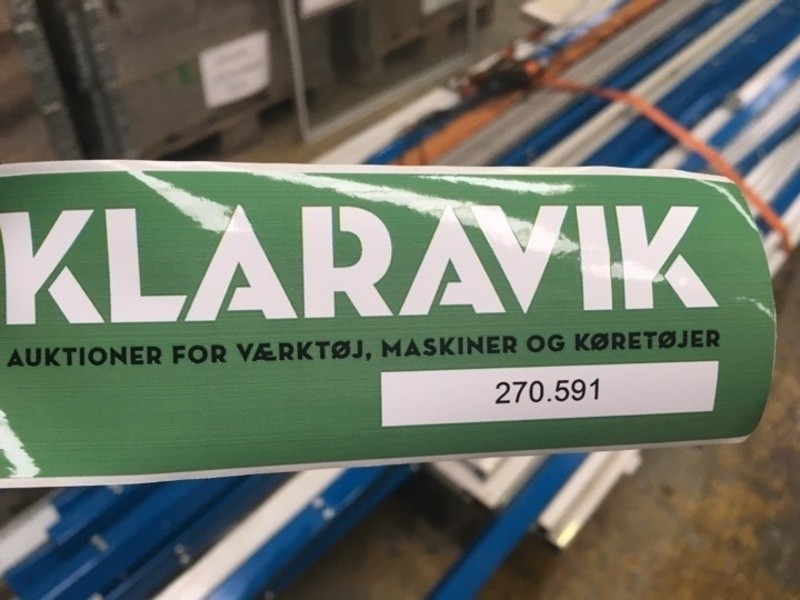 KLARAVIK
AUKTIONER FOR VÆRKTØJ, MASKINER OG KØRETØJER
270.591